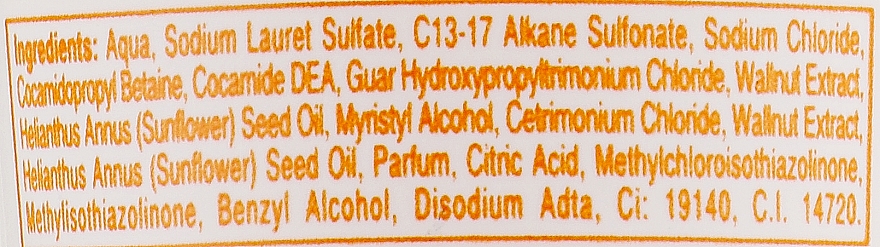 Ingredients: Aqua, Sodium Lauret Sulfate, C13-17 Alkane Sulfonate, Sodium Chloride,
Cocamidopropyl Betaine, Cocamide DEA, Guar Hydroxypropyltrimonium Chloride, Wallnut Extract,
Helianthus Annus (Sunflower) Seed Oil, Myristyl Alcohol, Cetrimonium Chloride, Wallnut Extract,
Helianthus Annus (Sunflower) Seed Oil, Parfum, Citric Acid, Methylchloroisothiazolinone,
Methylisothiazolinone, Benzyl Alcohol, Disodium Adta, Ci: 19140, C.I. 14720.